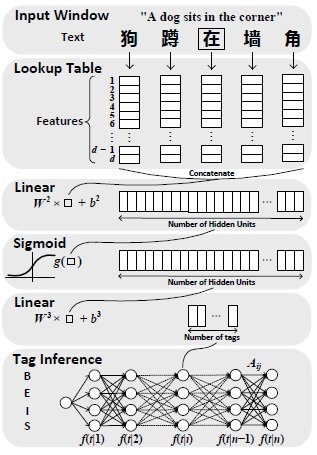 Input Window "A dog sits in the corner"
Text 狗 蹲 在 墙 角
Lookup Table
Features
1
2
3
4
5
6
d − 1
d
Concatenate
Linear
W-2 × □ + b2
Number of Hidden Units
Sigmoid
g(□)
Number of Hidden Units
Linear
W-3 × □ + b3
Number of tags
Tag Inference
Aij
B
E
I
S
f(t|1) f(t|2) f(t|i) f(t|n−1) f(t|n)